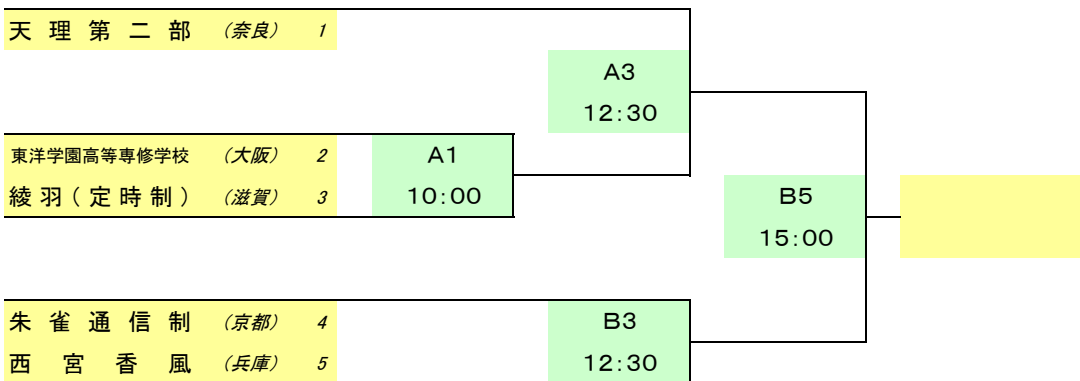 天理第二部 (奈良) 1
A3
12:30
東洋学園高等専修学校 (大阪) 2 A1
綾羽(定時制) (滋賀) 3 10:00
B5
15:00
朱雀通信制 (京都) 4 B3
西宮香風 (兵庫) 5 12:30